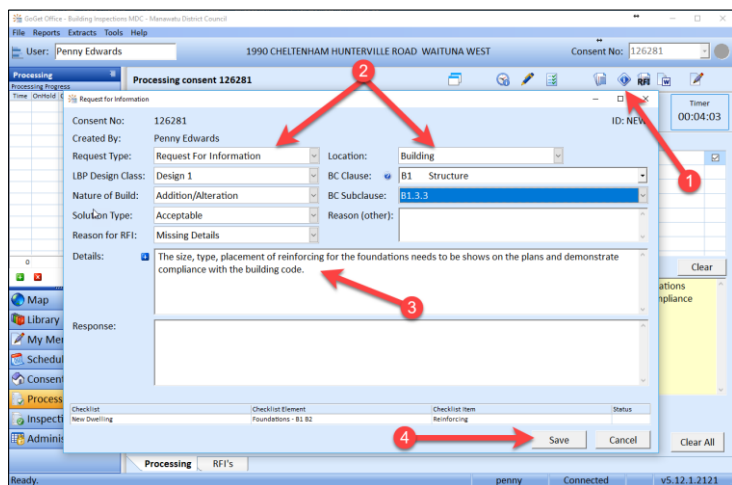 GoGet Office - Building Inspections MDC - Manawatu District Council
File Reports Extracts Tools Help
User: Penny Edwards 1990 CHELTENHAM HUNTERVILLE ROAD WAITUNA WEST Consent No: 126281
Processing
Processing Progress
Time OnHold
Processing consent 126281
RFI
Timer
00:04:03
Request for Information
Consent No: 126281 ID: NEW
Created By: Penny Edwards
Request Type: Request For Information Location: Building
LBP Design Class: Design 1 BC Clause: B1 Structure
Nature of Build: Addition/Alteration BC Subclause: B1.3.3
Solution Type: Acceptable Reason (other):
Reason for RFI: Missing Details
Details: The size, type, placement of reinforcing for the foundations needs to be shows on the plans and demonstrate
compliance with the building code.
Response:
Checklist Checklist Element Checklist Item Status
New Dwelling Foundations - B1 B2 Reinforcing
Save Cancel
1
2
3
4
0
Map
Library
My Me
Schedul
Consen
Process
Inspecti
Adminis
Clear
ations
mpliance
Clear All
Processing RFI's
Ready. penny Connected v5.12.1.2121